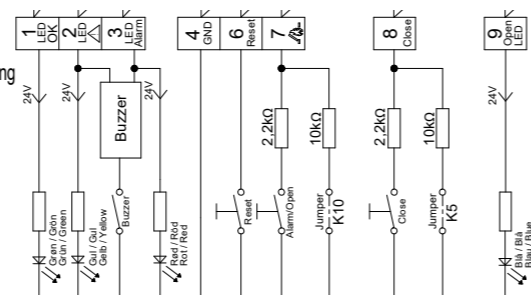 1 LED OK
2 LED
3 LED Alarm
4 GND
6 Reset
7
8 Close
9 Open LED
ng
24V
24V
24V
24V
Buzzer
2,2kΩ
10kΩ
2,2kΩ
10kΩ
Buzzer
Reset
Alarm/Open
Jumper
K10
Close
Jumper
K5
Grøn / Grön
Grün / Green
Gul / Gul
Gelb / Yellow
Rød / Röd
Rot / Red
Blå / Blå
Blau / Blue